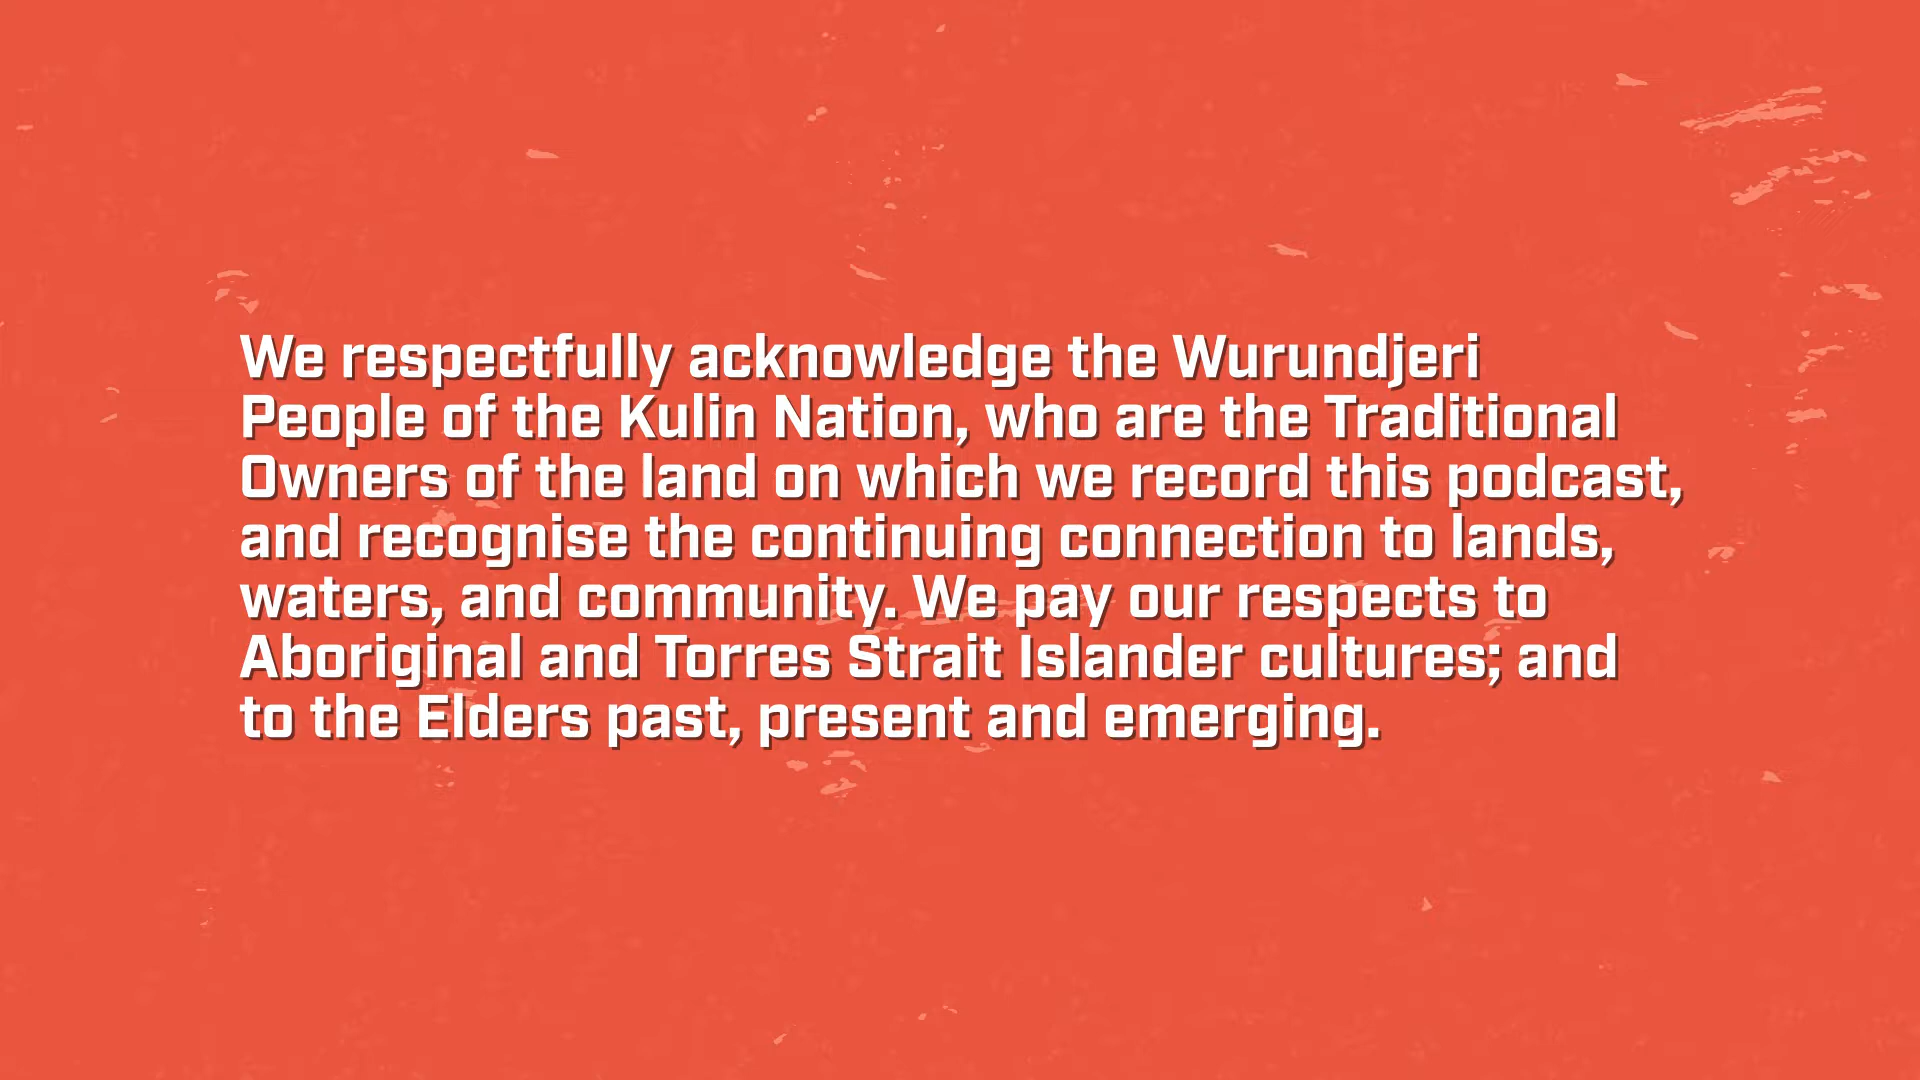 We respectfully acknowledge the Wurundjeri
People of the Kulin Nation, who are the Traditional
Owners of the land on which we record this podcast,
and recognise the continuing connection to lands,
waters, and community. We pay our respects to
Aboriginal and Torres Strait Islander cultures; and
to the Elders past, present and emerging.